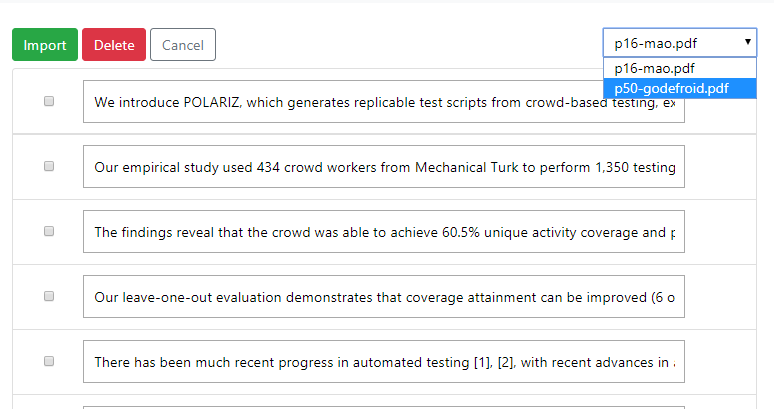 Import Delete Cancel p16-mao.pdf
p16-mao.pdf
p50-godefroid.pdf
We introduce POLARIZ, which generates replicable test scripts from crowd-based testing, ex
Our empirical study used 434 crowd workers from Mechanical Turk to perform 1,350 testing
The findings reveal that the crowd was able to achieve 60.5% unique activity coverage and p
Our leave-one-out evaluation demonstrates that coverage attainment can be improved (6 o
There has been much recent progress in automated testing [1], [2], with recent advances in